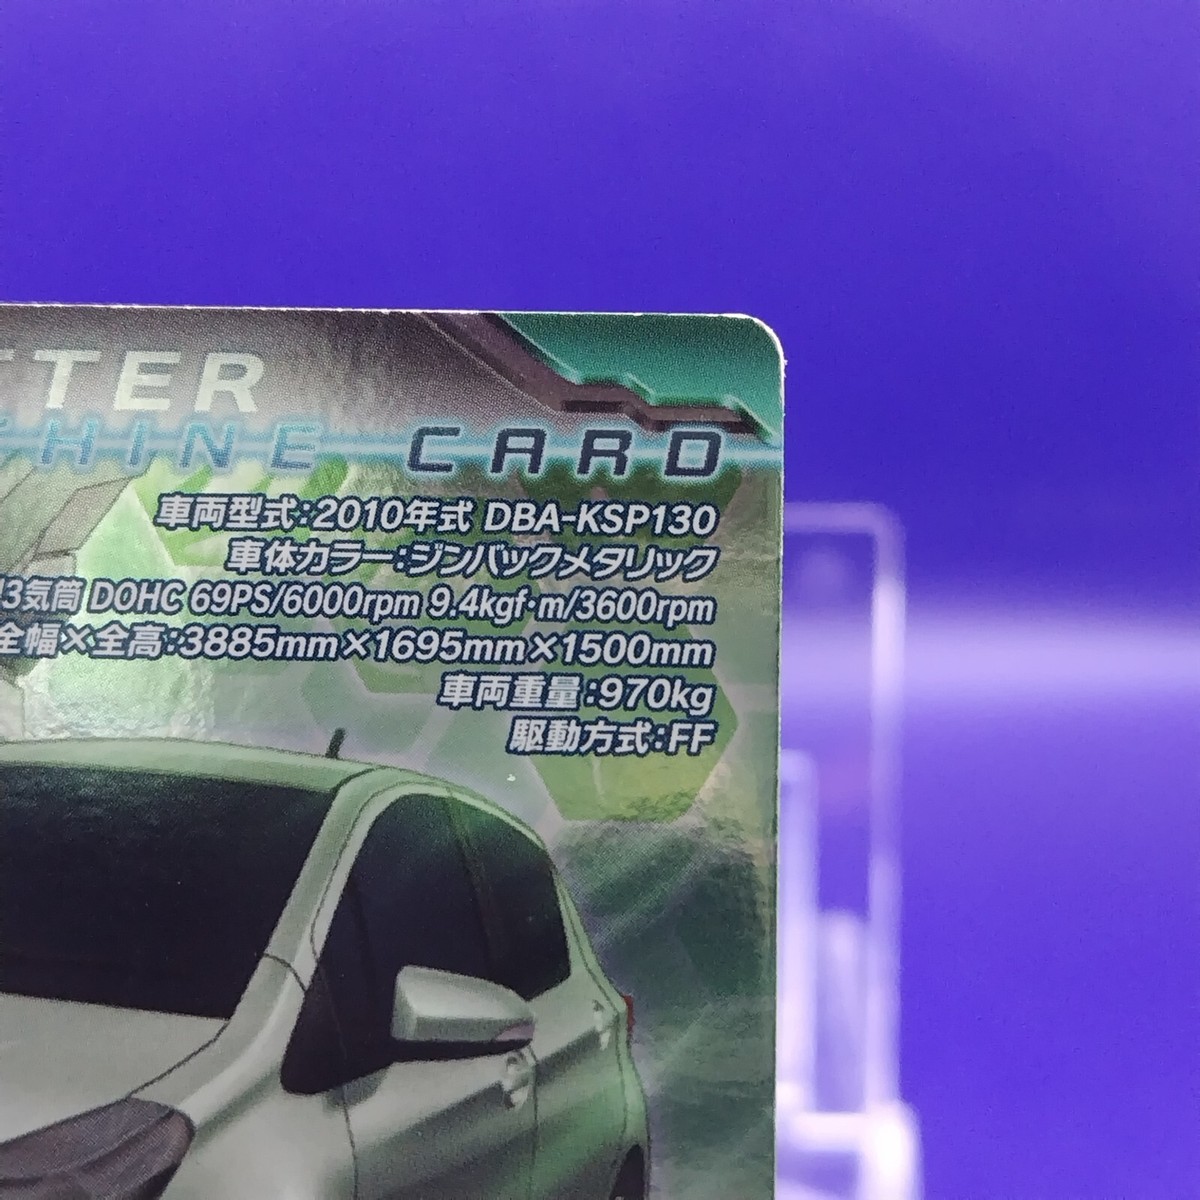 TTER
CHINE CARD
車両型式:2010年式 DBA-KSP130
車体カラー:ジンバックメタリック
3気筒 DOHC 69PS/6000rpm 9.4kgf·m/3600rpm
全幅×全高:3885mm×1695mm×1500mm
車両重量:970kg
駆動方式:FF